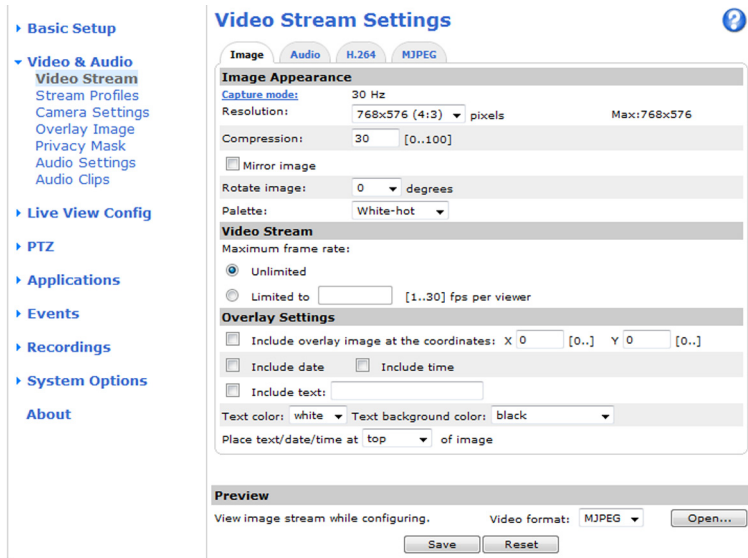 Basic Setup
Video & Audio
Video Stream
Stream Profiles
Camera Settings
Overlay Image
Privacy Mask
Audio Settings
Audio Clips
Live View Config
PTZ
Applications
Events
Recordings
System Options
About
Video Stream Settings ?
Image Audio H.264 MJPEG
Image Appearance
Capture mode: 30 Hz
Resolution: 768x576 (4:3) pixels Max:768x576
Compression: 30 [0..100]
Mirror image
Rotate image: 0 degrees
Palette: White-hot
Video Stream
Maximum frame rate:
Unlimited
Limited to [1..30] fps per viewer
Overlay Settings
Include overlay image at the coordinates: X 0 [0..] Y 0 [0..]
Include date Include time
Include text:
Text color: white Text background color: black
Place text/date/time at top of image
Preview
View image stream while configuring. Video format: MJPEG Open...
Save Reset